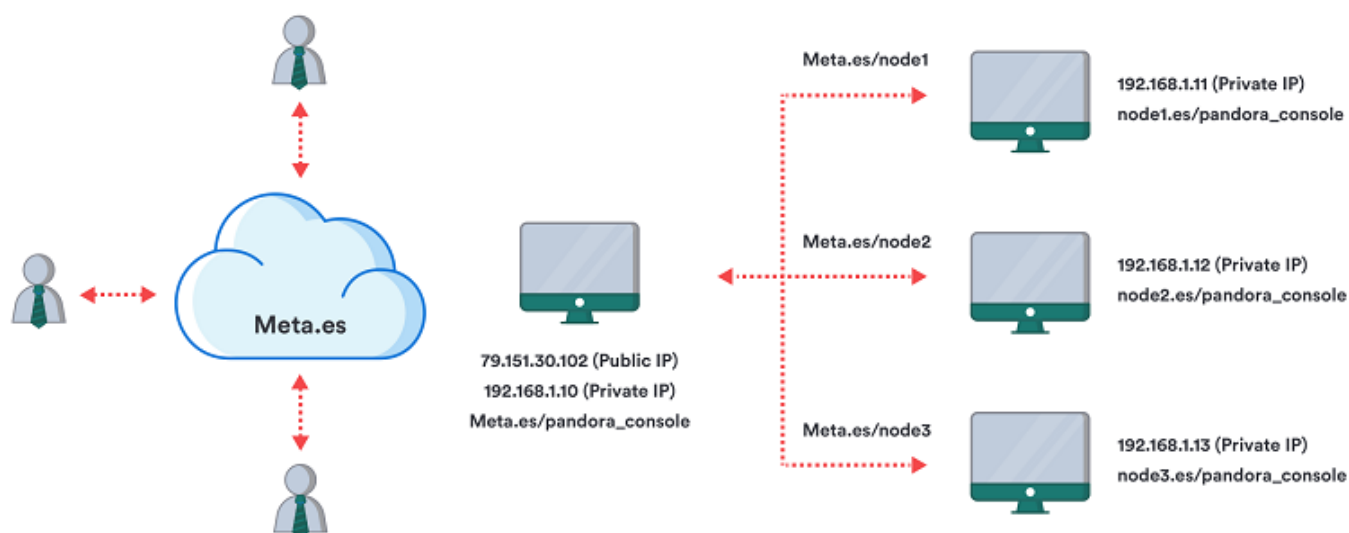 Meta.es
79.151.30.102 (Public IP)
192.168.1.10 (Private IP)
Meta.es/pandora_console
Meta.es/node1
192.168.1.11 (Private IP)
node1.es/pandora_console
Meta.es/node2
192.168.1.12 (Private IP)
node2.es/pandora_console
Meta.es/node3
192.168.1.13 (Private IP)
node3.es/pandora_console